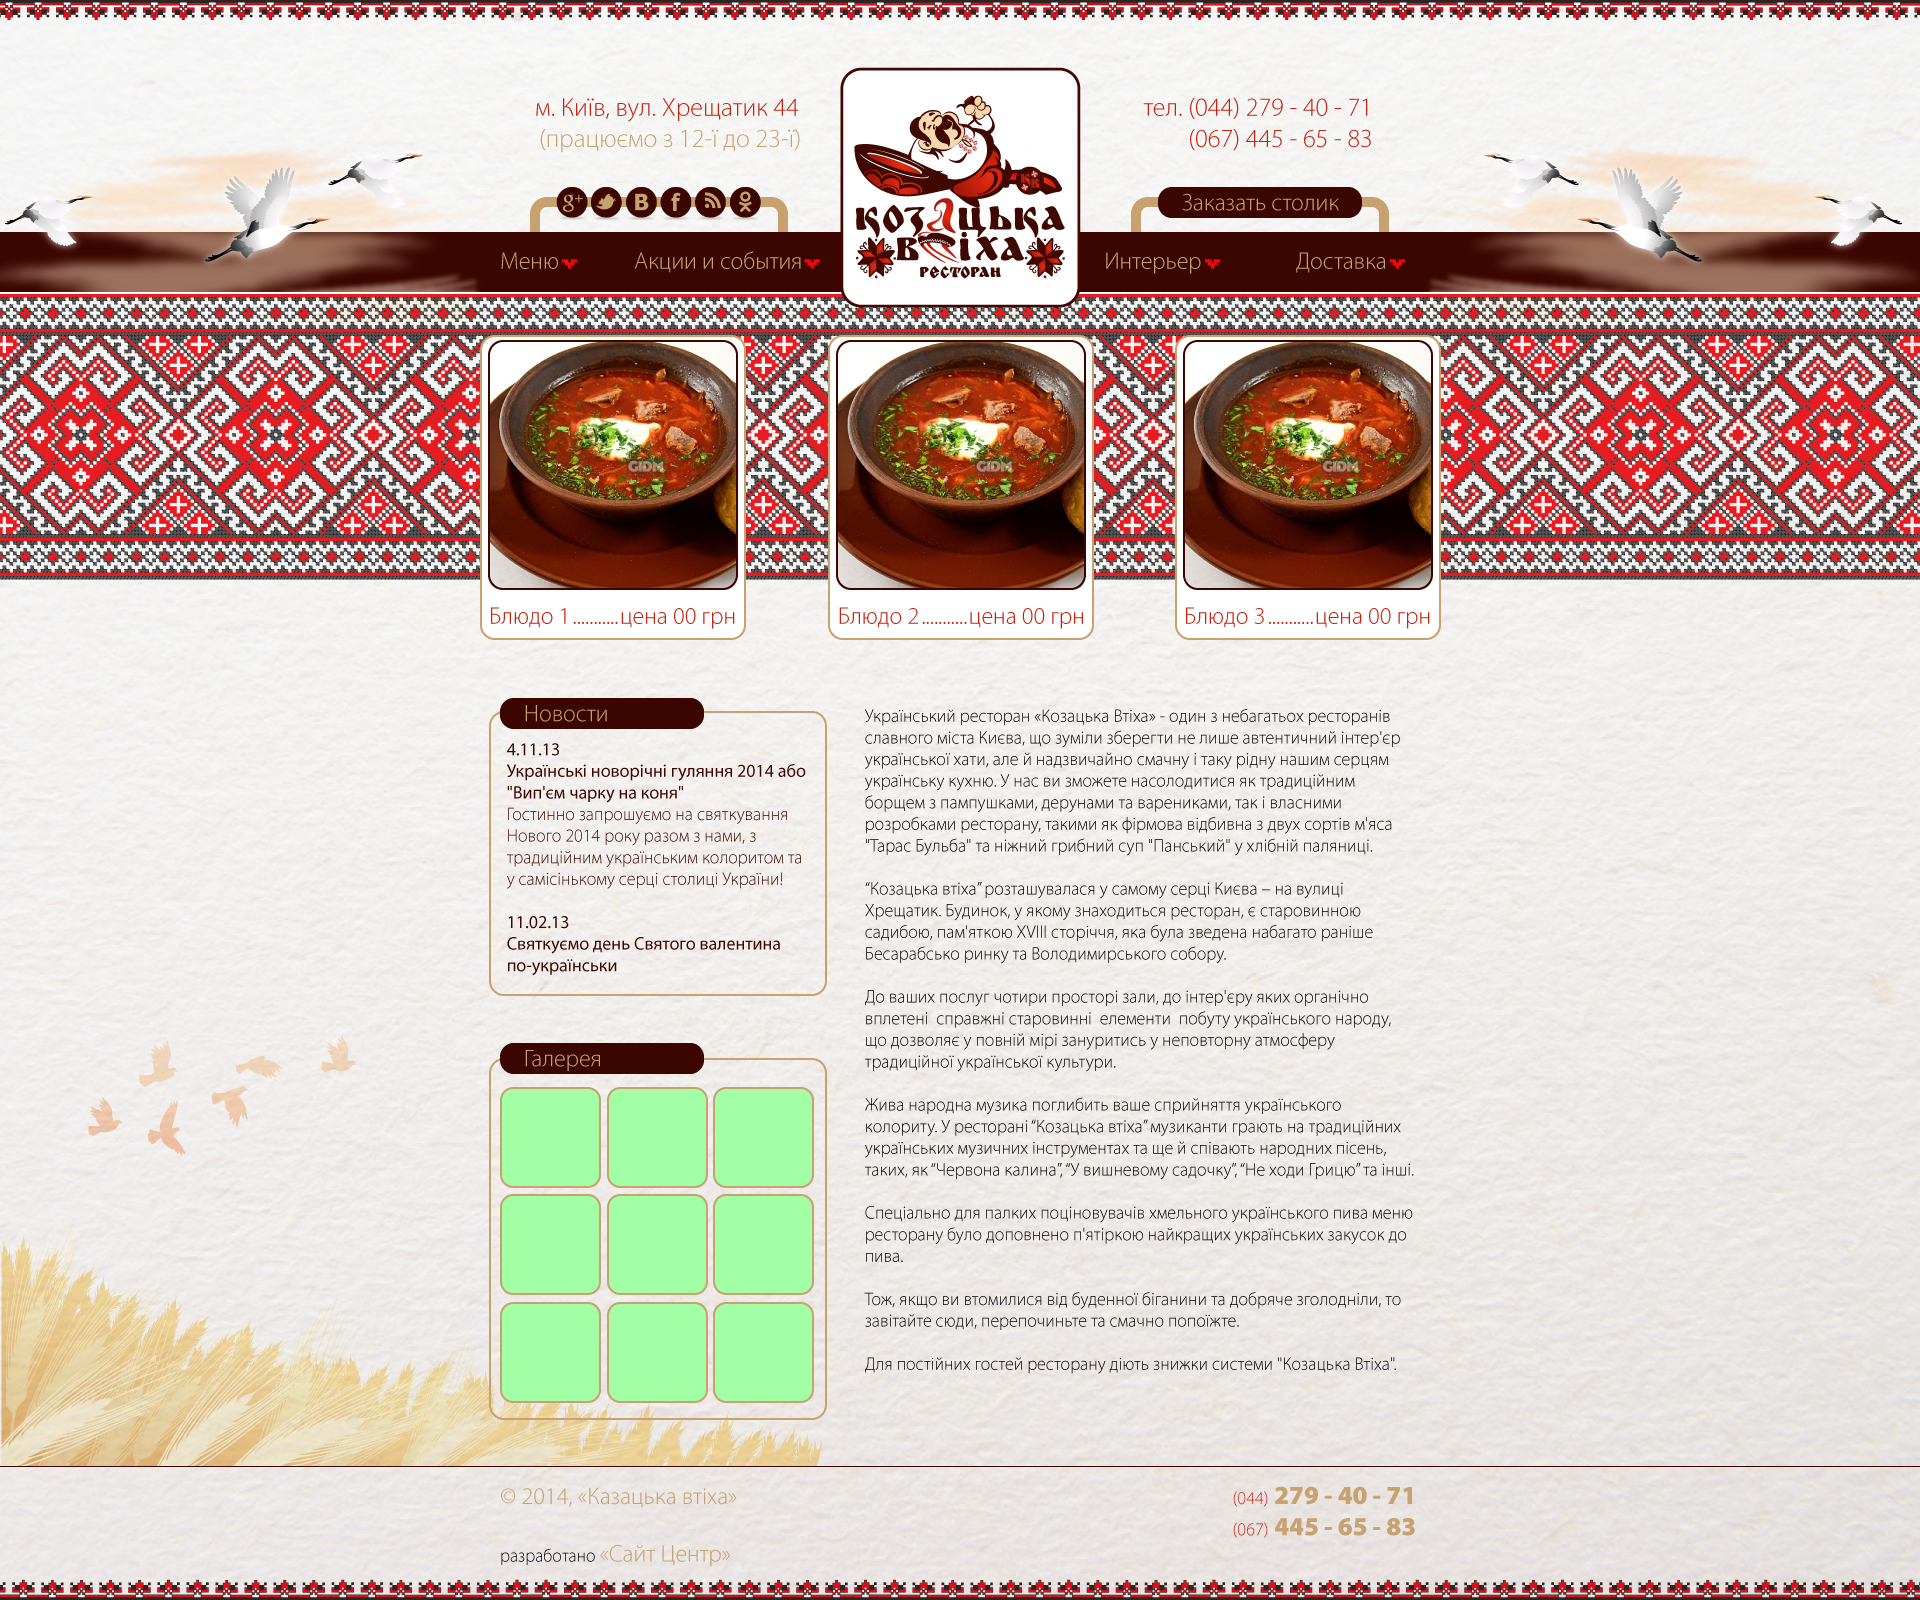 м. Київ, вул. Хрещатик 44
(працюємо з 12-ї до 23-ї)
тел. (044) 279 - 40 - 71
(067) 445 - 65 - 83
Заказать столик
козацька
втіха
ресторан
Меню
Акции и события
Интерьер
Доставка
GIDM
GIDM
GIDM
Блюдо 1...........цена 00 грн
Блюдо 2...........цена 00 грн
Блюдо 3...........цена 00 грн
Новости
4.11.13
Українські новорічні гуляння 2014 або
"Вип'єм чарку на коня"
Гостинно запрошуємо на святкування
Нового 2014 року разом з нами, з
традиційним українським колоритом та
у самісінькому серці столиці України!
11.02.13
Святкуємо день Святого валентина
по-українськи
Галерея
Український ресторан «Козацька Втіха» - один з небагатьох ресторанів
славного міста Києва, що зуміли зберегти не лише автентичний інтер'єр
української хати, але й надзвичайно смачну і таку рідну нашим серцям
українську кухню. У нас ви зможете насолодитися як традиційним
борщем з пампушками, дерунами та варениками, так і власними
розробками ресторану, такими як фірмова відбивна з двух сортів м'яса
"Тарас Бульба" та ніжний грибний суп "Панський" у хлібній паляниці.
“Козацька втіха” розташувалася у самому серці Києва – на вулиці
Хрещатик. Будинок, у якому знаходиться ресторан, є старовинною
садибою, пам'яткою XVIII сторіччя, яка була зведена набагато раніше
Бесарабсько ринку та Володимирського собору.
До ваших послуг чотири просторі зали, до інтер'єру яких органічно
вплетені  справжні старовинні  елементи  побуту українського народу,
що дозволяє у повній мірі зануритись у неповторну атмосферу
традиційної української культури.
Жива народна музика поглибить ваше сприйняття українського
колориту. У ресторані “Козацька втіха” музиканти грають на традиційних
українських музичних інструментах та ще й співають народних пісень,
таких, як “Червона калина”, “У вишневому садочку”, “Не ходи Грицю” та інші.
Спеціально для палких поціновувачів хмельного українського пива меню
ресторану було доповнено п'ятіркою найкращих українських закусок до
пива.
Тож, якщо ви втомилися від буденної біганини та добряче зголодніли, то
завітайте сюди, перепочиньте та смачно попоїжте.
Для постійних гостей ресторану діють знижки системи "Козацька Втіха".
© 2014, «Казацька втіха»
(044) 279 - 40 - 71
(067) 445 - 65 - 83
разработано «Сайт Центр»